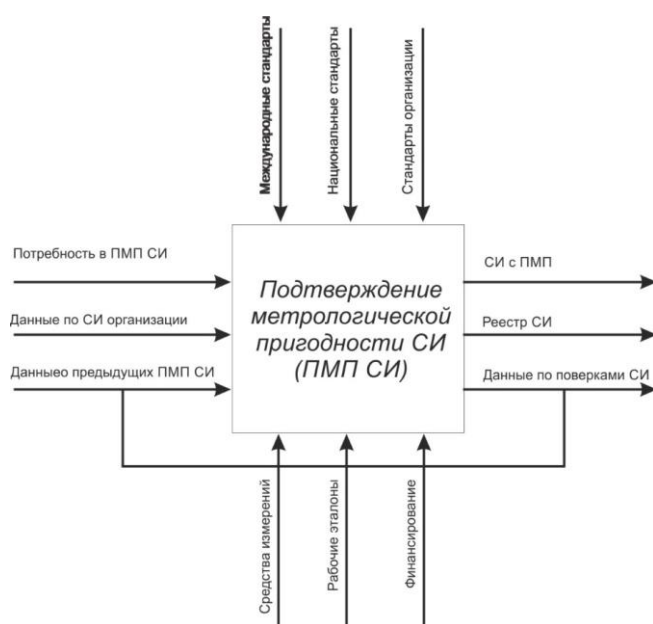 Международные стандарты
Национальные стандарты
Стандарты организации
Потребность в ПМП СИ
Данные по СИ организации
Данныео предыдущих ПМП СИ
Подтверждение
метрологической
пригодности СИ
(ПМП СИ)
СИ с ПМП
Реестр СИ
Данные по поверками СИ
Средства измерений
Рабочие эталоны
Финансирование